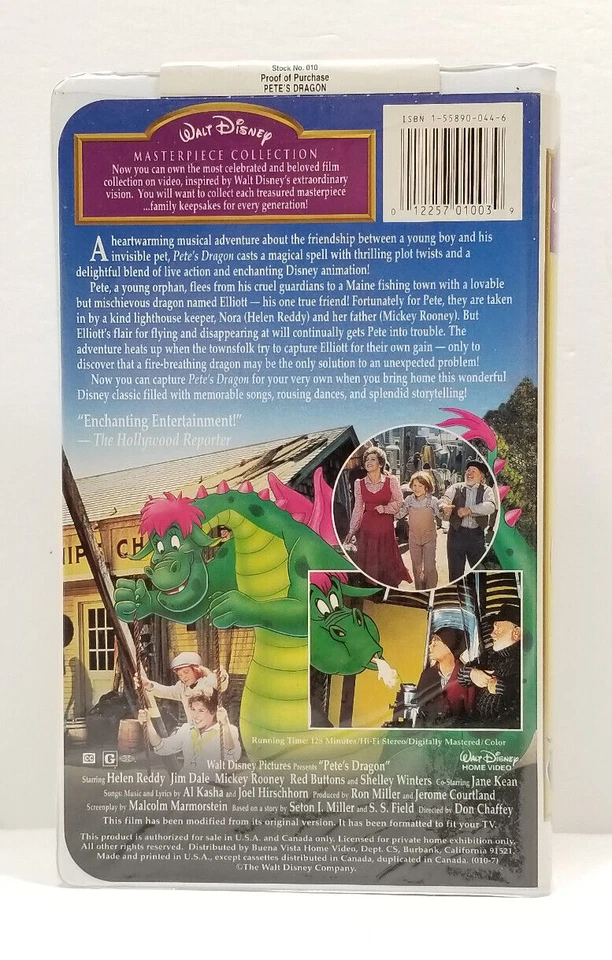 Stock No. 010
Proof of Purchase
PETE'S DRAGON
WALT DISNEY
MASTERPIECE COLLECTION
Now you can own the most celebrated and beloved film
collection on video, inspired by Walt Disney's extraordinary
vision. You will want to collect each treasured masterpiece
...family keepsakes for every generation!
ISBN 1-55890-044-6
0 12257 01003 9
A heartwarming musical adventure about the friendship between a young boy and his
invisible pet, Pete's Dragon casts a magical spell with thrilling plot twists and a
delightful blend of live action and enchanting Disney animation!
Pete, a young orphan, flees from his cruel guardians to a Maine fishing town with a lovable
but mischievous dragon named Elliott — his one true friend! Fortunately for Pete, they are taken
in by a kind lighthouse keeper, Nora (Helen Reddy) and her father (Mickey Rooney). But
Elliott's flair for flying and disappearing at will continually gets Pete into trouble. The
adventure heats up when the townsfolk try to capture Elliott for their own gain — only to
discover that a fire-breathing dragon may be the only solution to an unexpected problem!
Now you can capture Pete's Dragon for your very own when you bring home this wonderful
Disney classic filled with memorable songs, rousing dances, and splendid storytelling!
"Enchanting Entertainment!"
— The Hollywood Reporter
Running Time: 128 Minutes/Hi-Fi Stereo/Digitally Mastered/Color
CC G
WALT DISNEY
HOME VIDEO
Walt Disney Pictures Presents "Pete's Dragon"
Starring Helen Reddy Jim Dale Mickey Rooney Red Buttons and Shelley Winters Co-Starring Jane Kean
Songs: Music and Lyrics by Al Kasha and Joel Hirschhorn Produced by Ron Miller and Jerome Courtland
Screenplay by Malcolm Marmorstein Based on a story by Seton I. Miller and S. S. Field Directed by Don Chaffey
This film has been modified from its original version. It has been formatted to fit your TV.
This product is authorized for sale in U.S.A. and Canada only. Licensed for private home exhibition only.
All other rights reserved. Distributed by Buena Vista Home Video, Dept. CS, Burbank, California 91521.
Made and printed in U.S.A., except cassettes distributed in Canada, duplicated in Canada. (010-7)
©The Walt Disney Company.